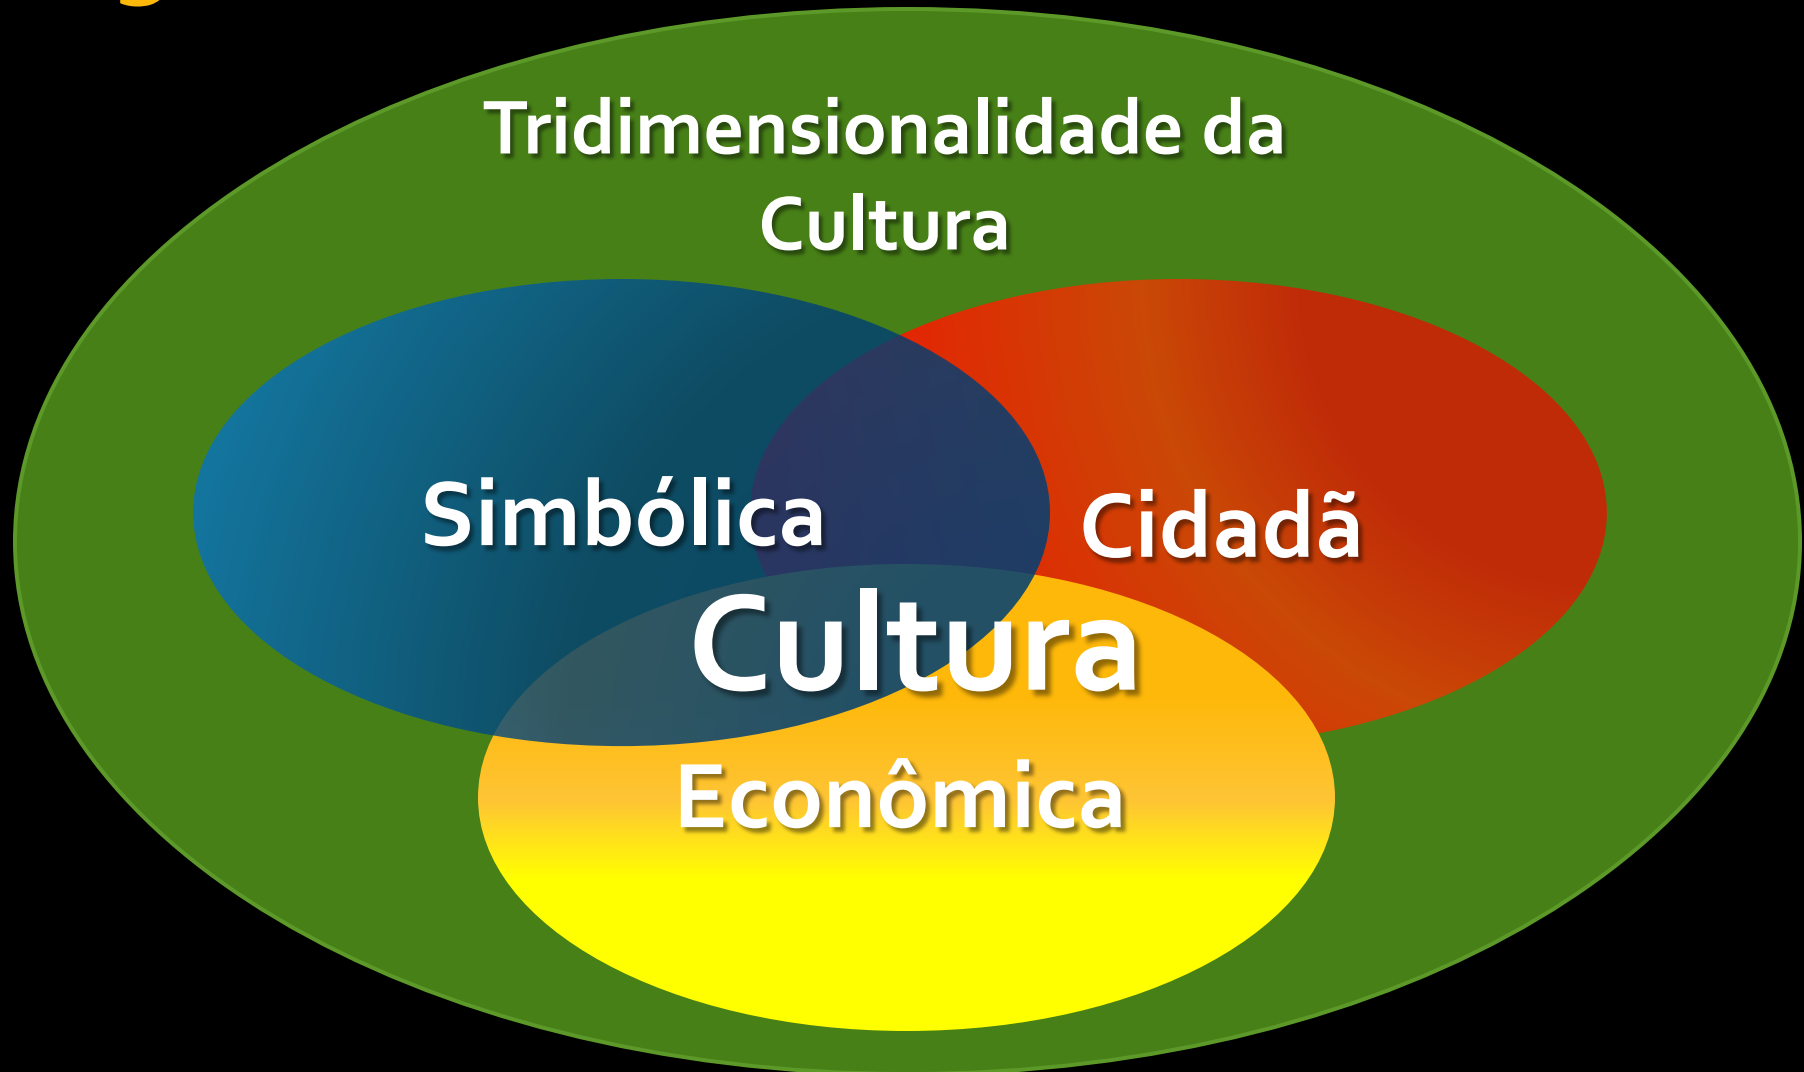 Tridimensionalidade da
Cultura
Simbólica
Cidadã
Cultura
Econômica